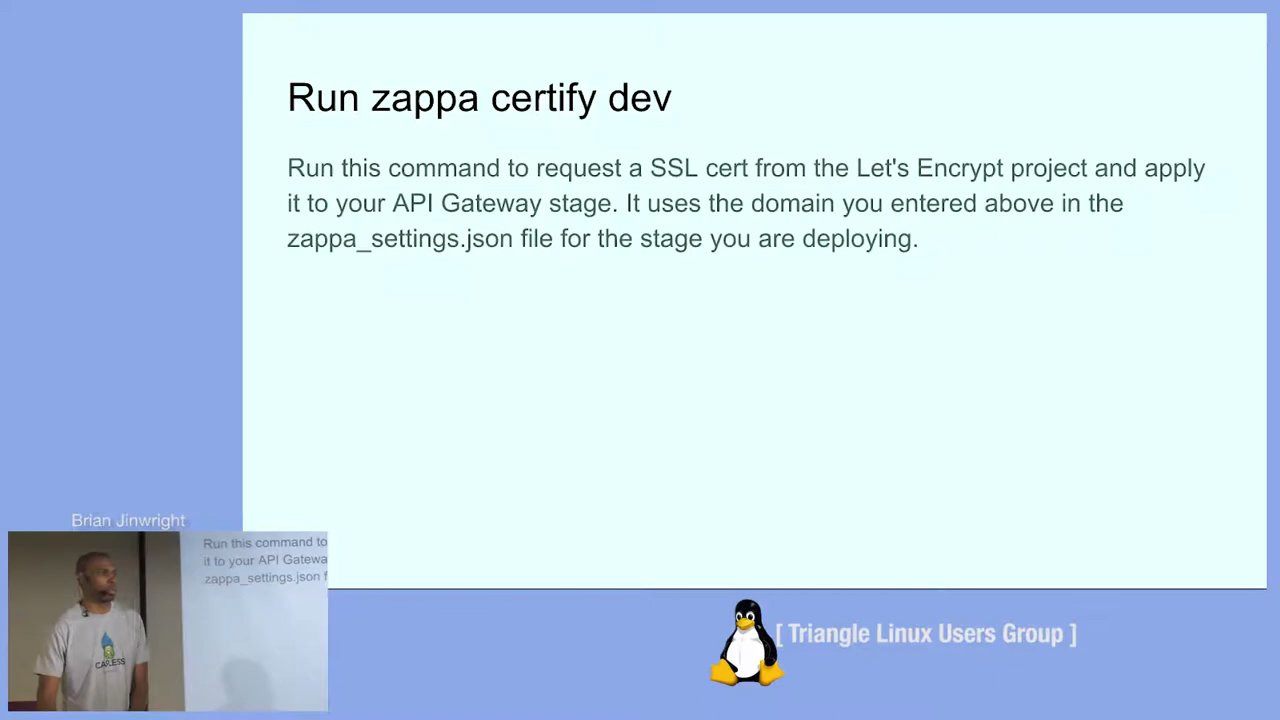 Run zappa certify dev
Run this command to request a SSL cert from the Let's Encrypt project and apply
it to your API Gateway stage. It uses the domain you entered above in the
zappa_settings.json file for the stage you are deploying.
Brian Jinwright
Run this command to
it to your API Gatewa
zappa_settings.json f
CAPLESS
[ Triangle Linux Users Group ]